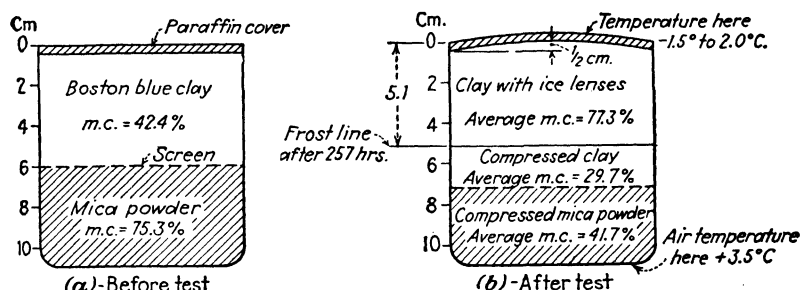 Cm
Paraffin cover
0
2
4
6
8
10
Boston blue clay
m.c. = 42.4%
Screen
Mica powder
m.c. = 75.3%
(a)-Before test
Cm.
0
2
4
6
8
10
Temperature here
-1.5° to 2.0°C.
1/2 cm.
5.1
Clay with ice lenses
Average m.c. = 77.3%
Frost line
after 257 hrs.
Compressed clay
Average m.c. = 29.7%
Compressed mica powder
Average m.c. = 41.7%
Air temperature
here +3.5°C
(b)-After test